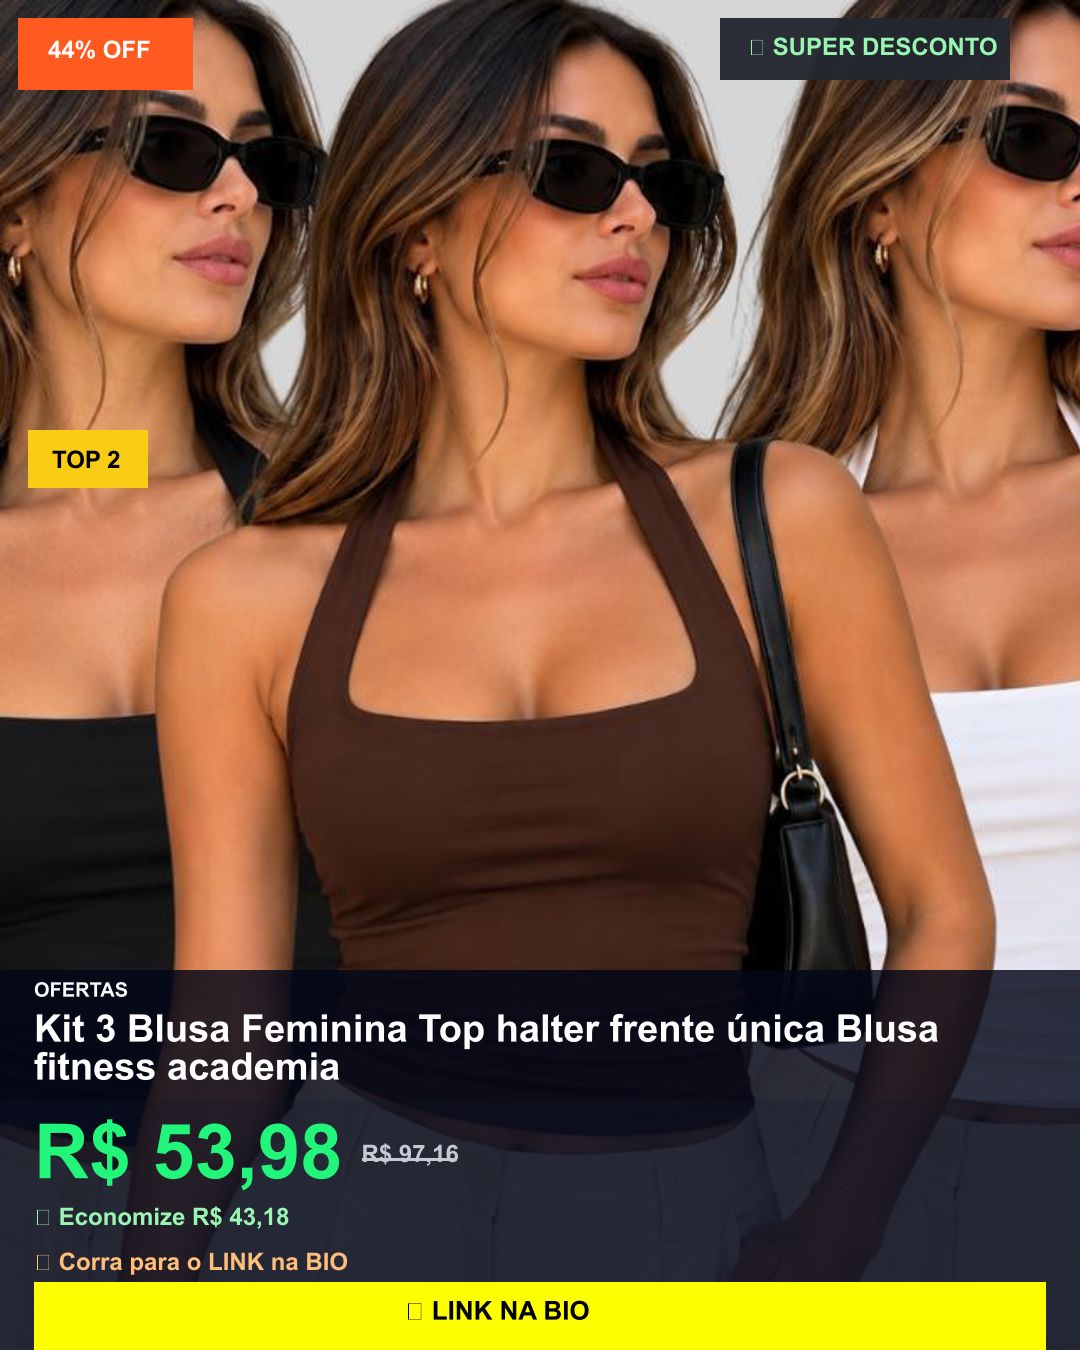 44% OFF
SUPER DESCONTO
TOP 2
OFERTAS
Kit 3 Blusa Feminina Top halter frente única Blusa
fitness academia
R$ 53,98 R$ 97,16
Economize R$ 43,18
Corra para o LINK na BIO
LINK NA BIO